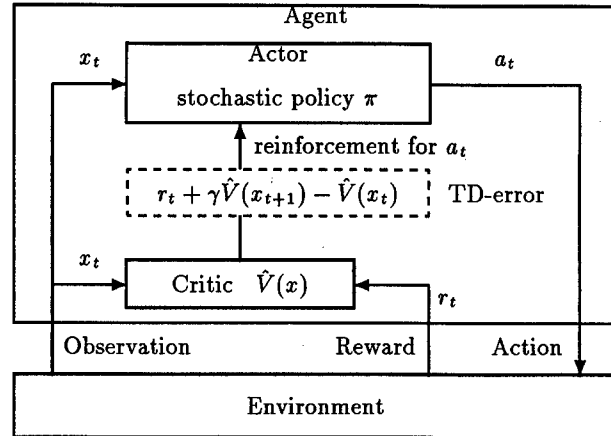 Agent
x_t
Actor
a_t
stochastic policy π
reinforcement for a_t
r_t + γV̂(x_{t+1}) − V̂(x_t)
TD-error
x_t
Critic V̂(x)
r_t
Observation
Reward
Action
Environment